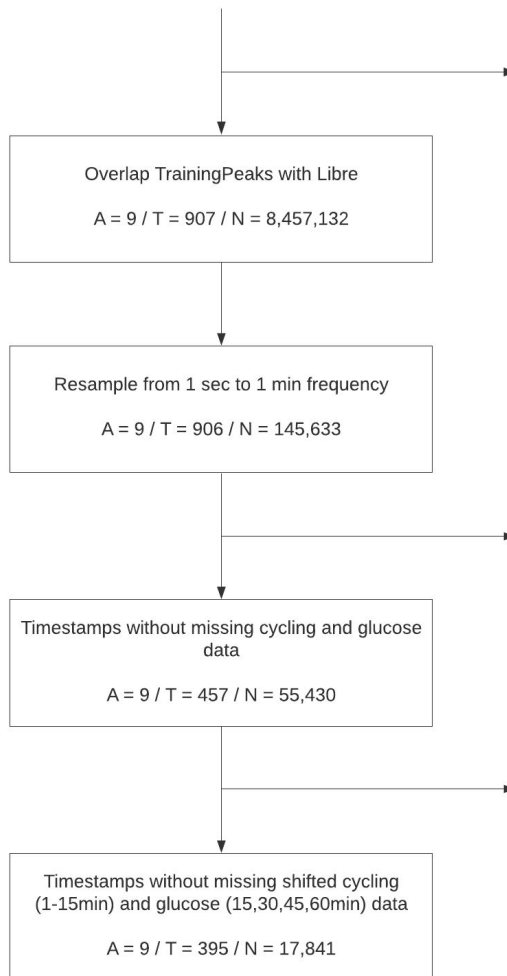 Overlap TrainingPeaks with Libre
A = 9 / T = 907 / N = 8,457,132
Resample from 1 sec to 1 min frequency
A = 9 / T = 906 / N = 145,633
Timestamps without missing cycling and glucose
data
A = 9 / T = 457 / N = 55,430
Timestamps without missing shifted cycling
(1-15min) and glucose (15,30,45,60min) data
A = 9 / T = 395 / N = 17,841